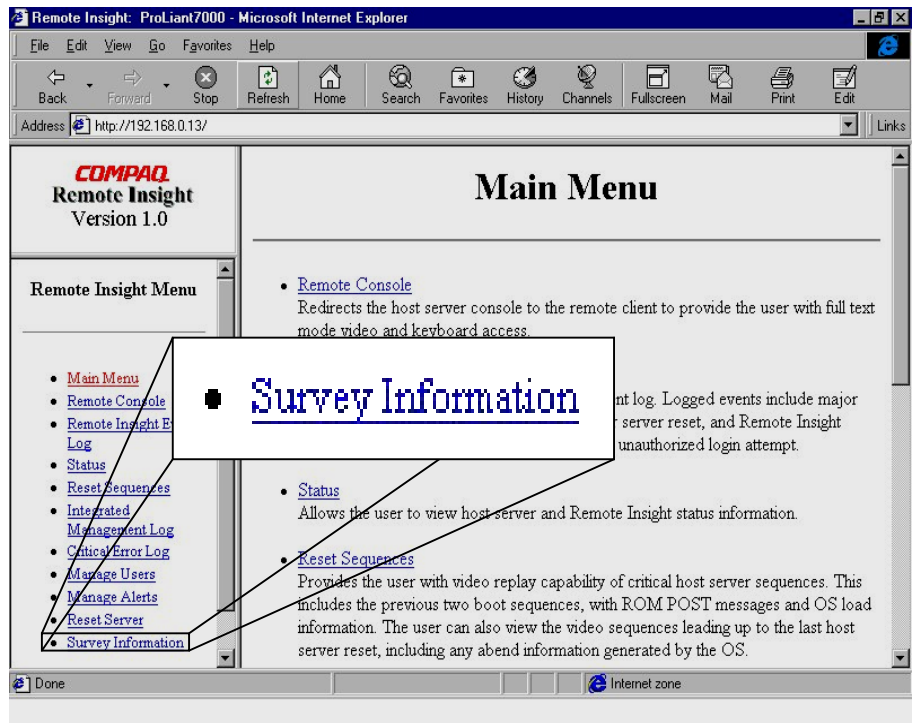 Remote Insight: ProLiant7000 - Microsoft Internet Explorer
File Edit View Go Favorites Help
Back Forward Stop Refresh Home Search Favorites History Channels Fullscreen Mail Print Edit
Address http://192.168.0.13/ Links
COMPAQ
Remote Insight
Version 1.0
Remote Insight Menu
Main Menu
Remote Console
Remote Insight
Log
Status
Reset Sequences
Integrated
Management Log
Critical Error Log
Manage Users
Manage Alerts
Reset Server
Survey Information
Survey Information
Main Menu
Remote Console
Redirects the host server console to the remote client to provide the user with full text
mode video and keyboard access.
log. Logged events include major
server reset, and Remote Insight
unauthorized login attempt.
Status
Allows the user to view host server and Remote Insight status information.
Reset Sequences
Provides the user with video replay capability of critical host server sequences. This
includes the previous two boot sequences, with ROM POST messages and OS load
information. The user can also view the video sequences leading up to the last host
server reset, including any abend information generated by the OS.
Done Internet zone